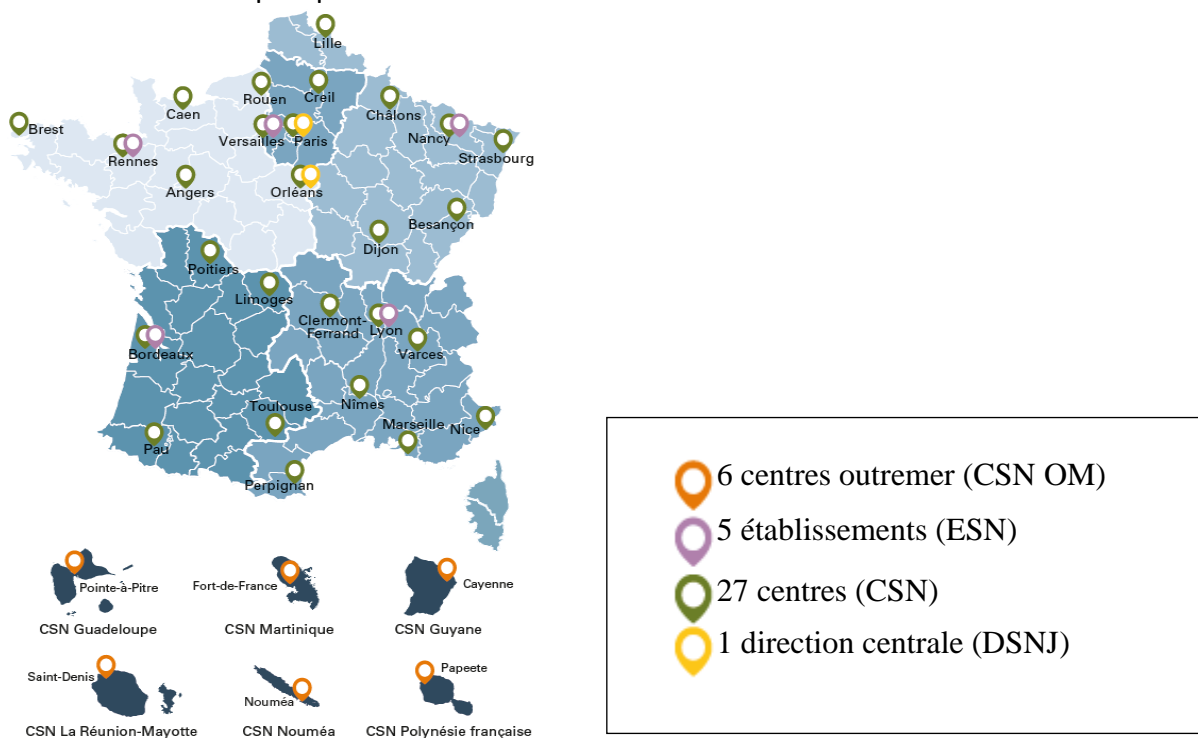 Lille
Rouen
Creil
Caen
Châlons
Brest
Versailles
Paris
Nancy
Rennes
Strasbourg
Angers
Orléans
Besançon
Dijon
Poitiers
Limoges
Clermont-
Ferrand
Lyon
Bordeaux
Varces
Nîmes
Toulouse
Marseille
Nice
Pau
Perpignan
Pointe-à-Pitre
Fort-de-France
Cayenne
CSN Guadeloupe
CSN Martinique
CSN Guyane
Saint-Denis
Nouméa
Papeete
CSN La Réunion-Mayotte
CSN Nouméa
CSN Polynésie française
6 centres outremer (CSN OM)
5 établissements (ESN)
27 centres (CSN)
1 direction centrale (DSNJ)